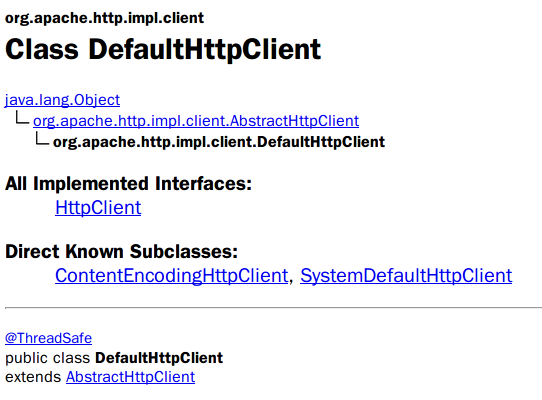 org.apache.http.impl.client
Class DefaultHttpClient
java.lang.Object
org.apache.http.impl.client.AbstractHttpClient
org.apache.http.impl.client.DefaultHttpClient
All Implemented Interfaces:
HttpClient
Direct Known Subclasses:
ContentEncodingHttpClient, SystemDefaultHttpClient
@ThreadSafe
public class DefaultHttpClient
extends AbstractHttpClient